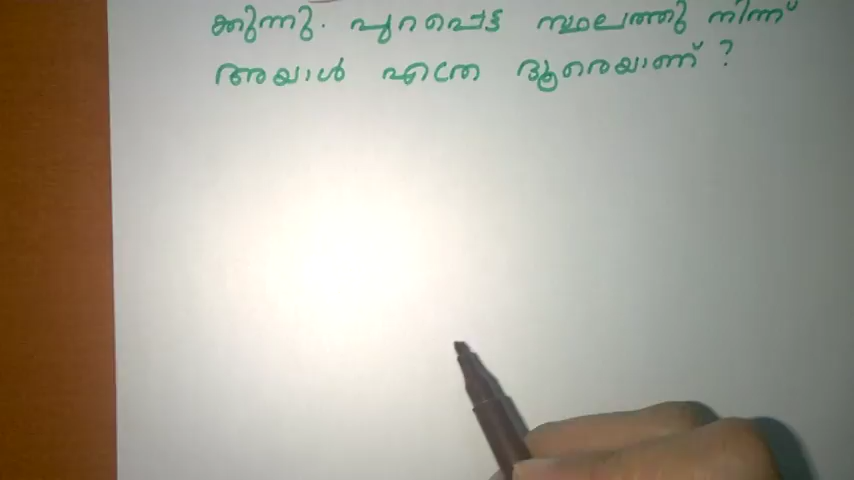 ക്കുന്നു. പുറപ്പെട്ട സ്ഥലത്തു നിന്ന്
അയാൾ എത്ര ദൂരെയാണ് ?